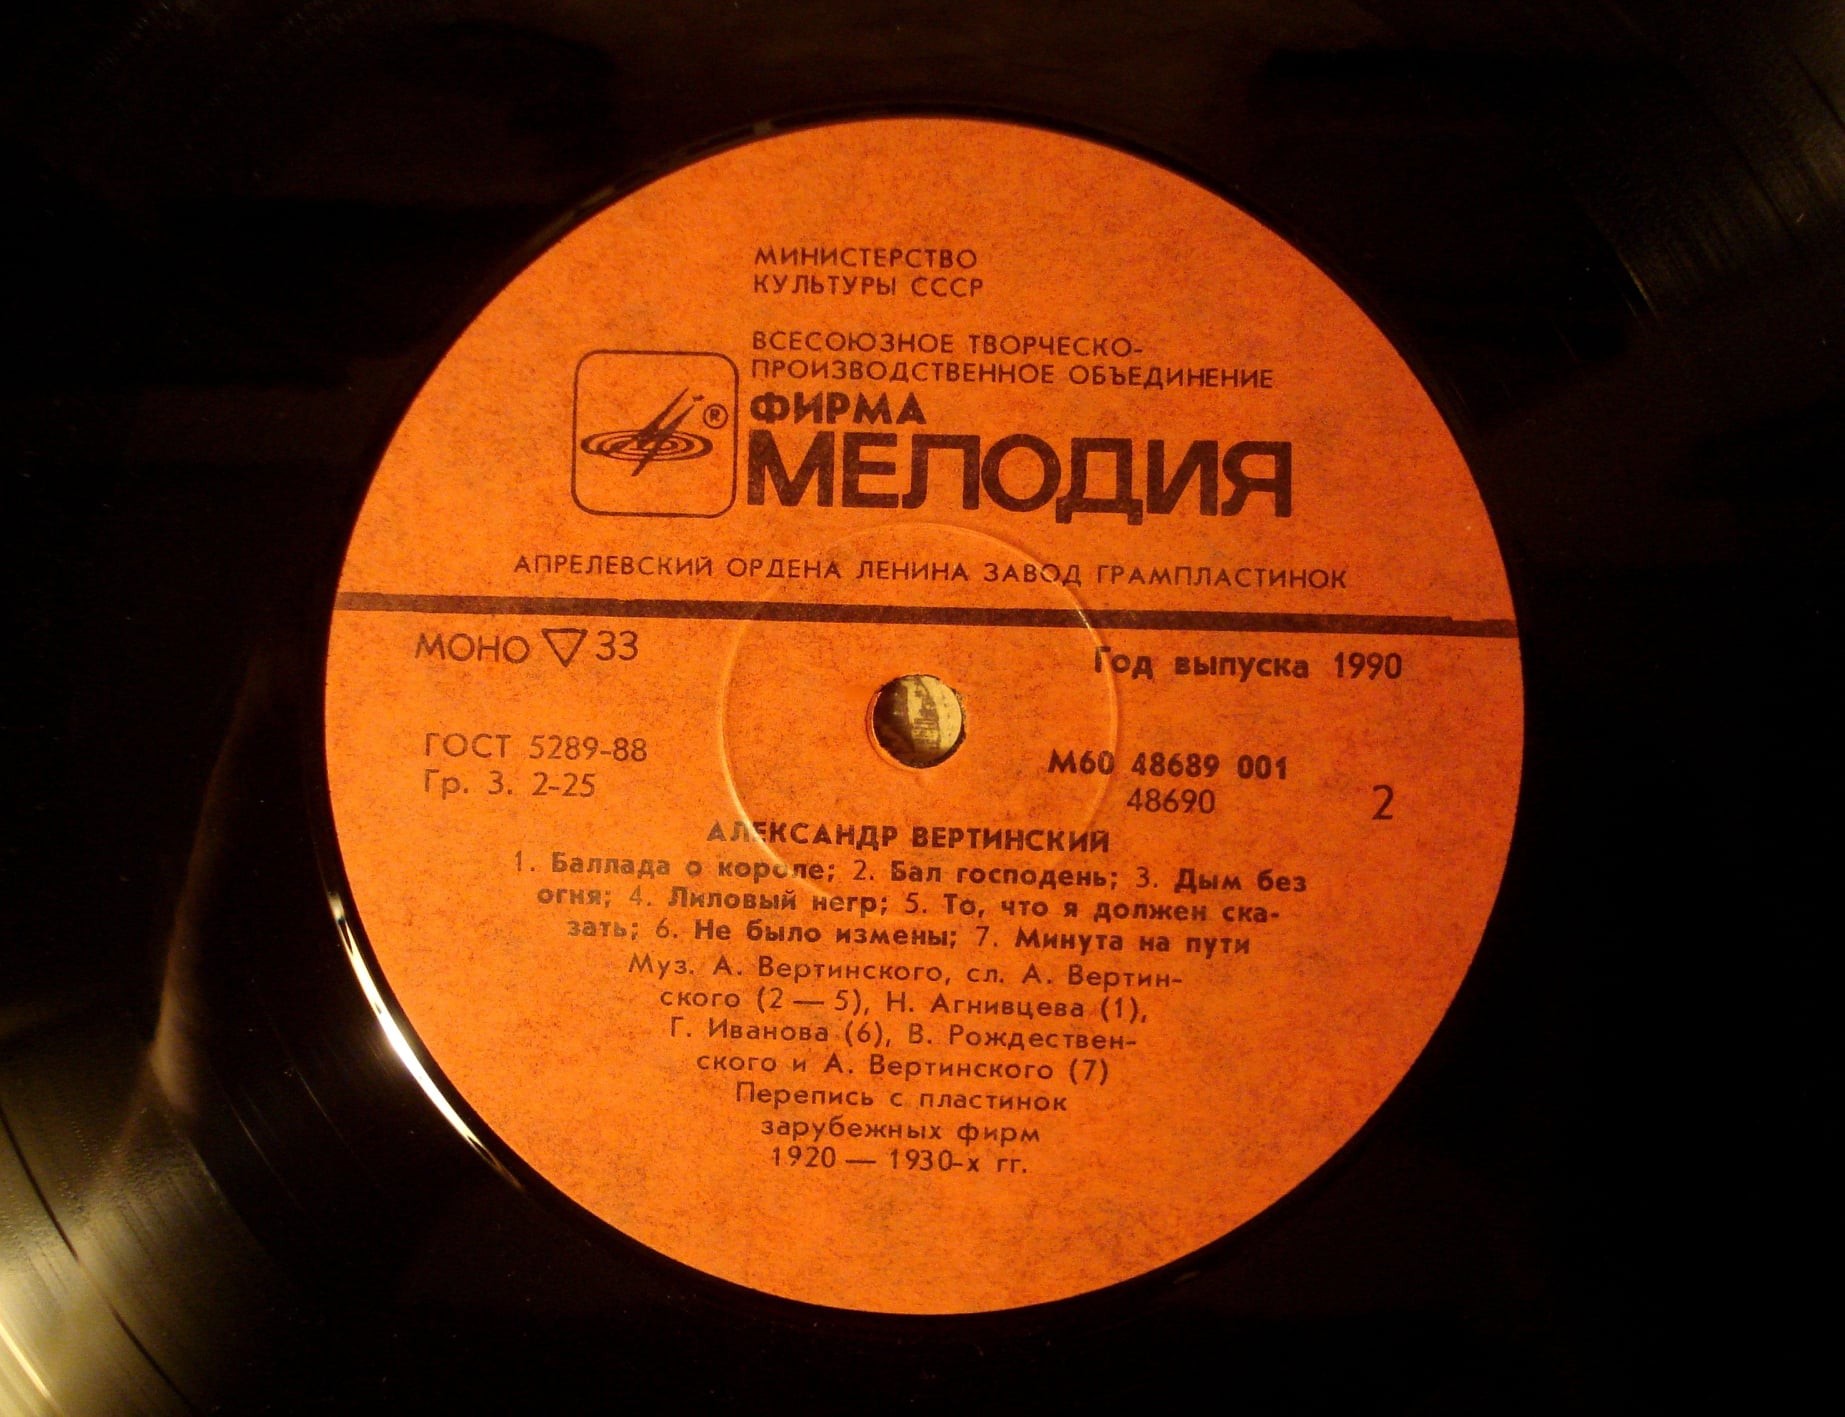 МИНИСТЕРСТВО
КУЛЬТУРЫ СССР
ВСЕСОЮЗНОЕ ТВОРЧЕСКО-
ПРОИЗВОДСТВЕННОЕ ОБЪЕДИНЕНИЕ
®
ФИРМА
МЕЛОДИЯ
АПРЕЛЕВСКИЙ ОРДЕНА ЛЕНИНА ЗАВОД ГРАМПЛАСТИНОК
МОНО ▽ 33
Год выпуска 1990
ГОСТ 5289-88
Гр. 3. 2-25
М60 48689 001
48690
2
АЛЕКСАНДР ВЕРТИНСКИЙ
1. Баллада о короле; 2. Бал господень; 3. Дым без
огня; 4. Лиловый негр; 5. То, что я должен ска-
зать; 6. Не было измены; 7. Минута на пути
Муз. А. Вертинского, сл. А. Вертин-
ского (2 — 5), Н. Агнивцева (1),
Г. Иванова (6), В. Рождествен-
ского и А. Вертинского (7)
Перепись с пластинок
зарубежных фирм
1920 — 1930-х гг.